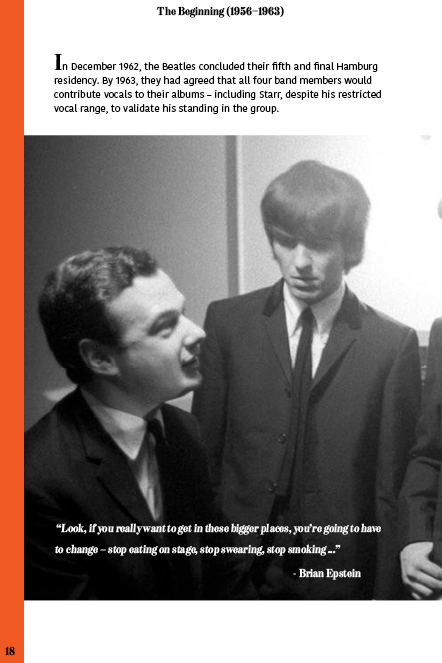 The Beginning (1956–1963)
In December 1962, the Beatles concluded their fifth and final Hamburg
residency. By 1963, they had agreed that all four band members would
contribute vocals to their albums – including Starr, despite his restricted
vocal range, to validate his standing in the group.
“Look, if you really want to get in these bigger places, you’re going to have
to change – stop eating on stage, stop swearing, stop smoking ...”
- Brian Epstein
18